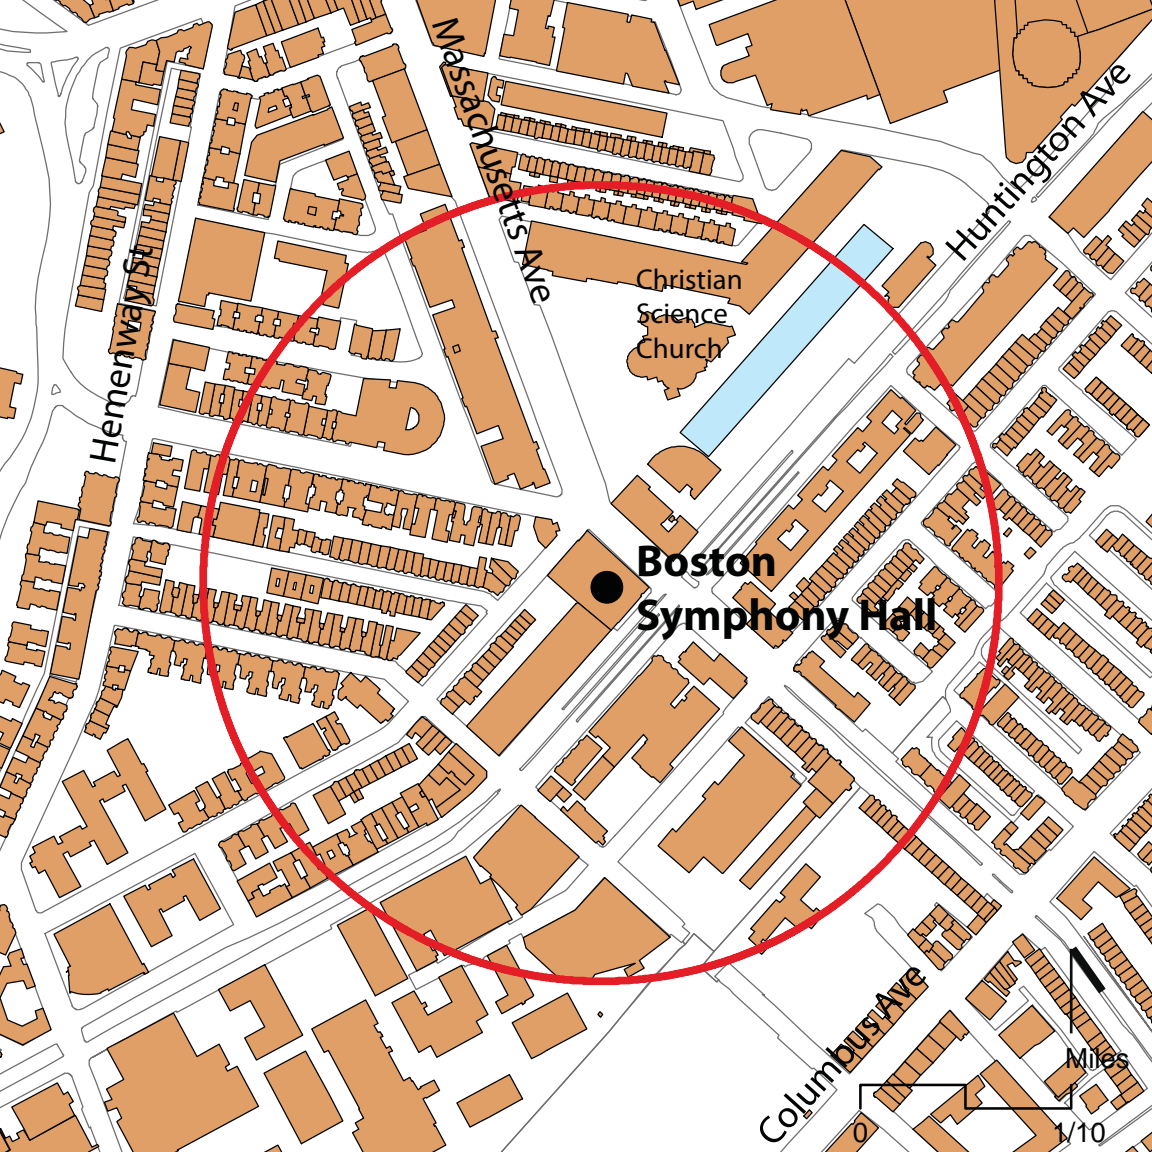 Massachusetts Ave
Huntington Ave
Hemenway St
Christian
Science
Church
Boston
Symphony Hall
Columbus Ave
Miles
0
1/10